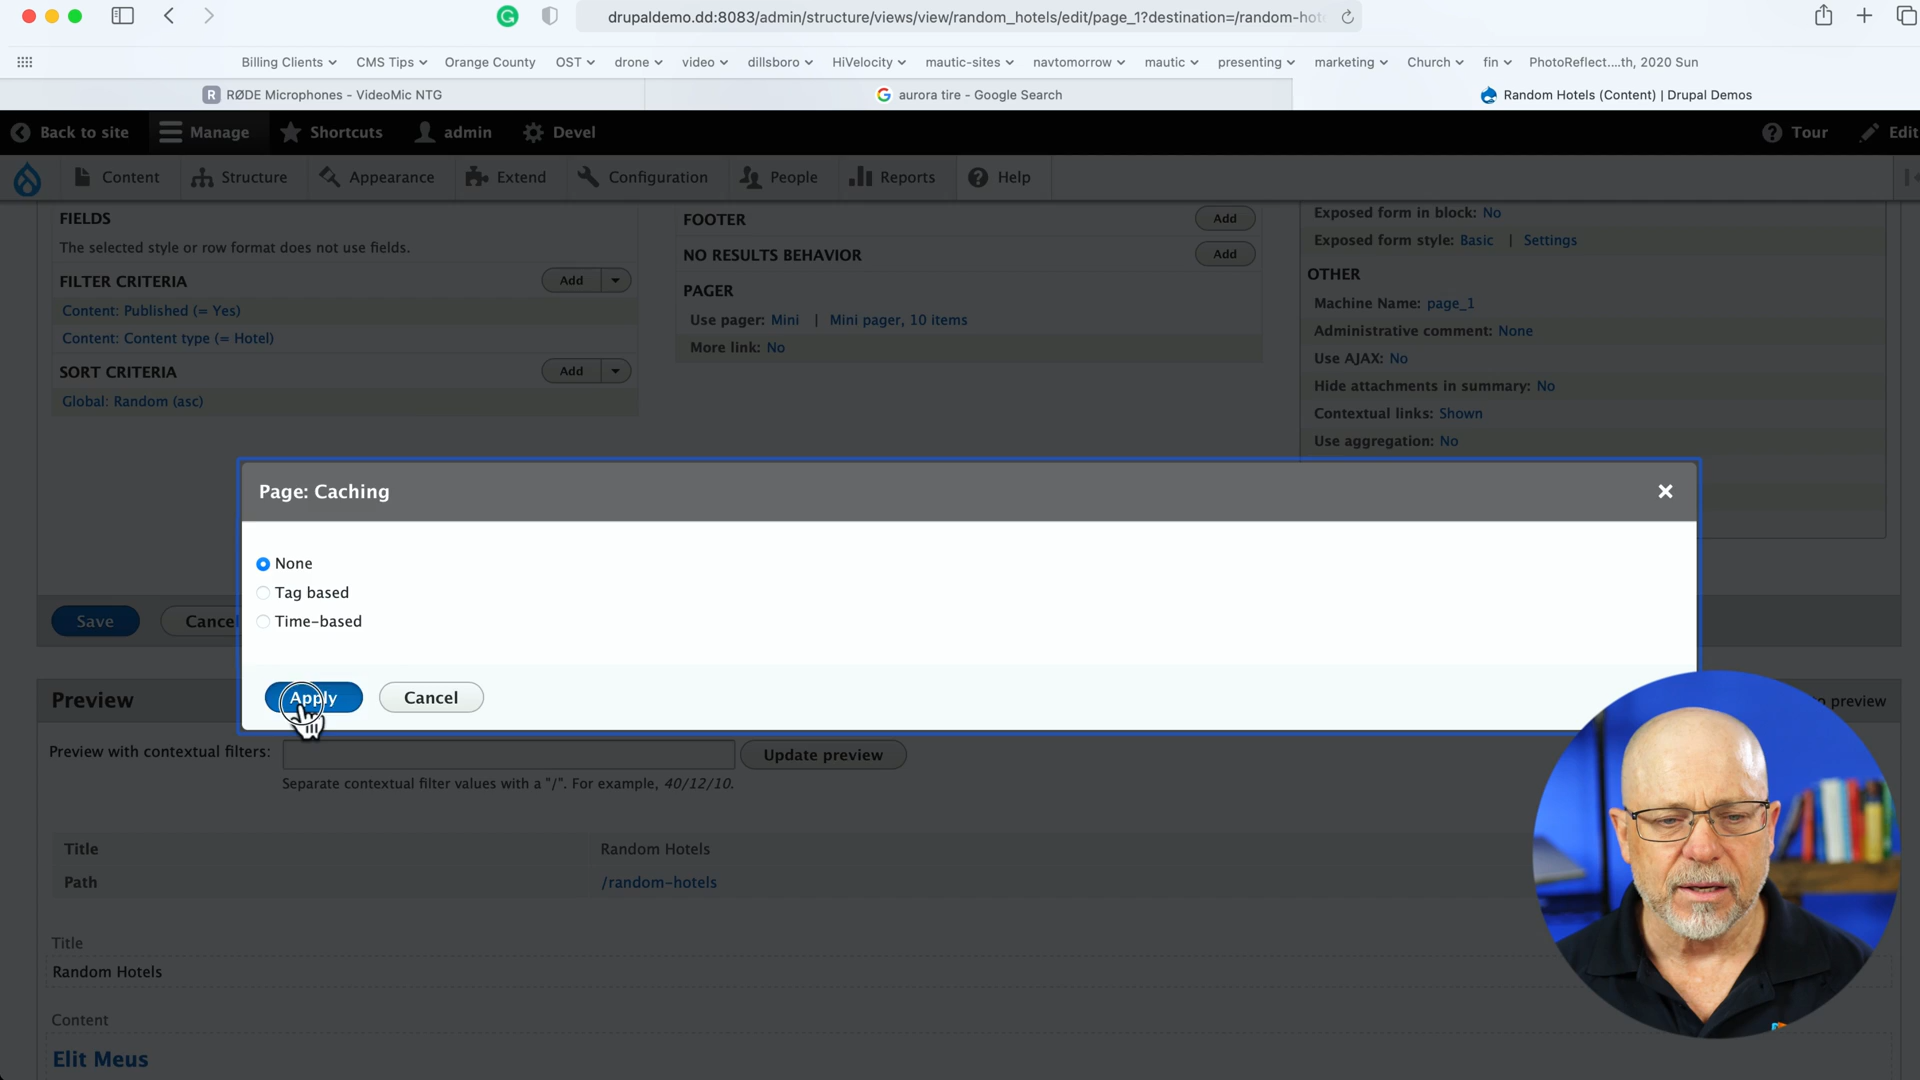 drupaldemo.dd:8083/admin/structure/views/view/random_hotels/edit/page_1?destination=/random-hot
Billing Clients CMS Tips Orange County OST drone video dillsboro HiVelocity mautic-sites navtomorrow mautic presenting marketing Church fin PhotoReflect....th, 2020 Sun
R RØDE Microphones - VideoMic NTG
aurora tire - Google Search
Random Hotels (Content) | Drupal Demos
Back to site Manage Shortcuts admin Devel Tour Edit
Content Structure Appearance Extend Configuration People Reports Help
FIELDS
The selected style or row format does not use fields.
FILTER CRITERIA Add
Content: Published (= Yes)
Content: Content type (= Hotel)
SORT CRITERIA Add
Global: Random (asc)
FOOTER Add
NO RESULTS BEHAVIOR Add
PAGER
Use pager: Mini | Mini pager, 10 items
More link: No
Exposed form in block: No
Exposed form style: Basic | Settings
OTHER
Machine Name: page_1
Administrative comment: None
Use AJAX: No
Hide attachments in summary: No
Contextual links: Shown
Use aggregation: No
Page: Caching
None
Tag based
Time-based
Apply Cancel
Save Cancel
Preview preview
Preview with contextual filters: Update preview
Separate contextual filter values with a "/". For example, 40/12/10.
Title Random Hotels
Path /random-hotels
Title
Random Hotels
Content
Elit Meus